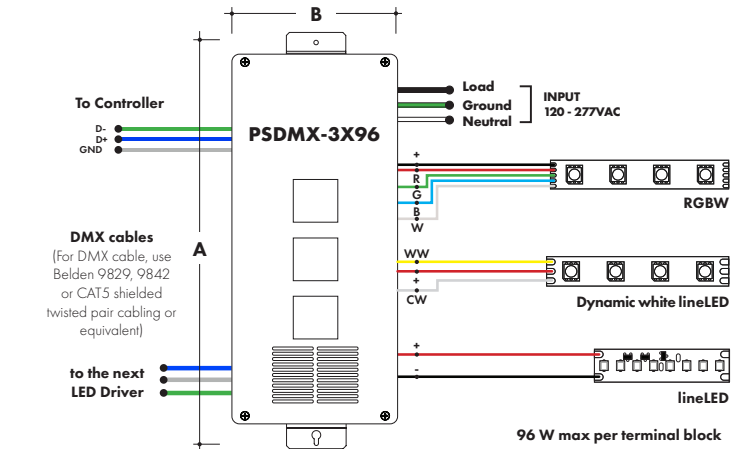 B
To Controller
D-
D+
GND
PSDMX-3X96
Load
Ground
Neutral
INPUT
120 - 277VAC
+
R
G
B
W
RGBW
DMX cables
(For DMX cable, use
Belden 9829, 9842
or CAT5 shielded
twisted pair cabling or
equivalent)
A
WW
+
CW
Dynamic white lineLED
to the next
LED Driver
+
-
lineLED
96 W max per terminal block